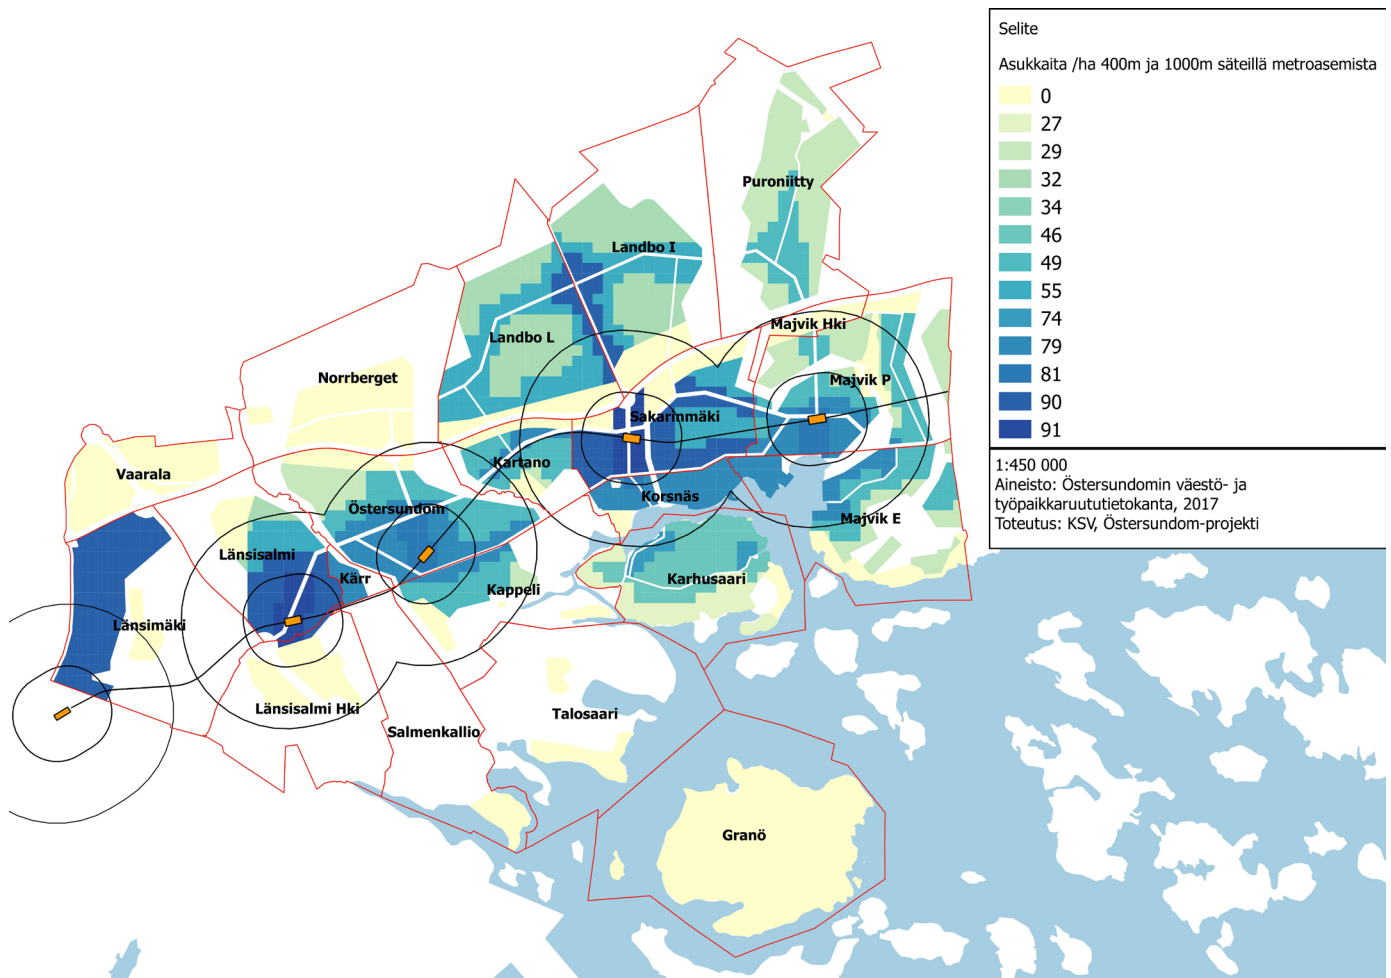 Selite
Asukkaita /ha 400m ja 1000m säteillä metroasemista
0
27
29
32
34
46
49
55
74
79
81
90
91
1:450 000
Aineisto: Östersundomin väestö- ja
työpaikkaruututietokanta, 2017
Toteutus: KSV, Östersundom-projekti
Puroniitty
Landbo I
Majvik Hki
Landbo L
Norrberget
Majvik P
Sakarinmäki
Kartano
Vaarala
Korsnäs
Östersundom
Majvik E
Länsisalmi
Kärr
Karhusaari
Kappeli
Länsimäki
Länsisalmi Hki
Talosaari
Salmenkallio
Granö